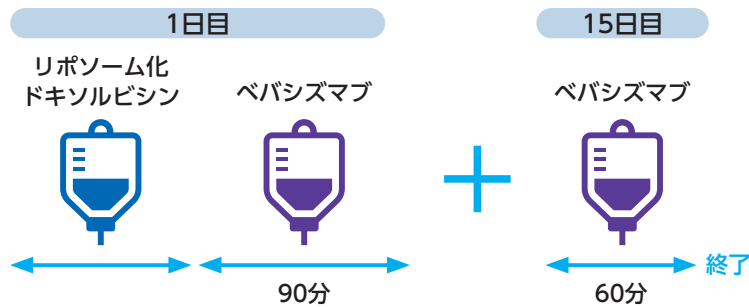 1日目
15日目
リポソーム化
ドキソルビシン
ベバシズマブ
ベバシズマブ
90分
60分
終了